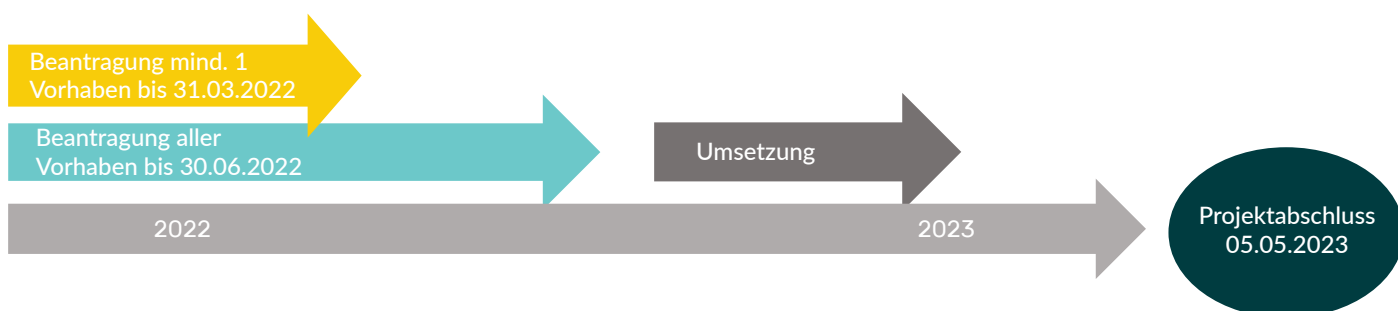 Beantragung mind. 1
Vorhaben bis 31.03.2022
Beantragung aller
Vorhaben bis 30.06.2022
Umsetzung
2022
2023
Projektabschluss
05.05.2023